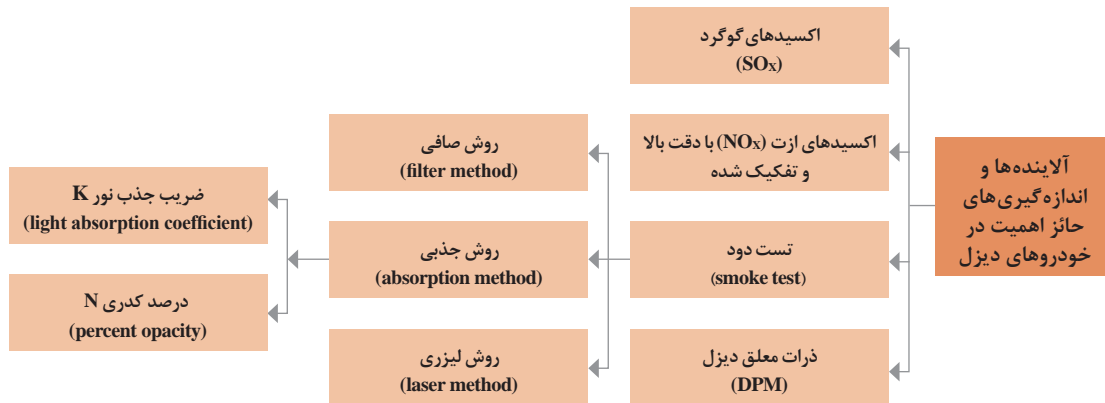 آلاینده‌ها و
اندازه‌گیری‌های
حائز اهمیت در
خودروهای دیزل
اکسیدهای گوگرد
(SOx)
اکسیدهای ازت (NOx) با دقت بالا
و تفکیک شده
تست دود
(smoke test)
ذرات معلق دیزل
(DPM)
روش صافی
(filter method)
روش جذبی
(absorption method)
روش لیزری
(laser method)
ضریب جذب نور K
(light absorption coefficient)
درصد کدری N
(percent opacity)